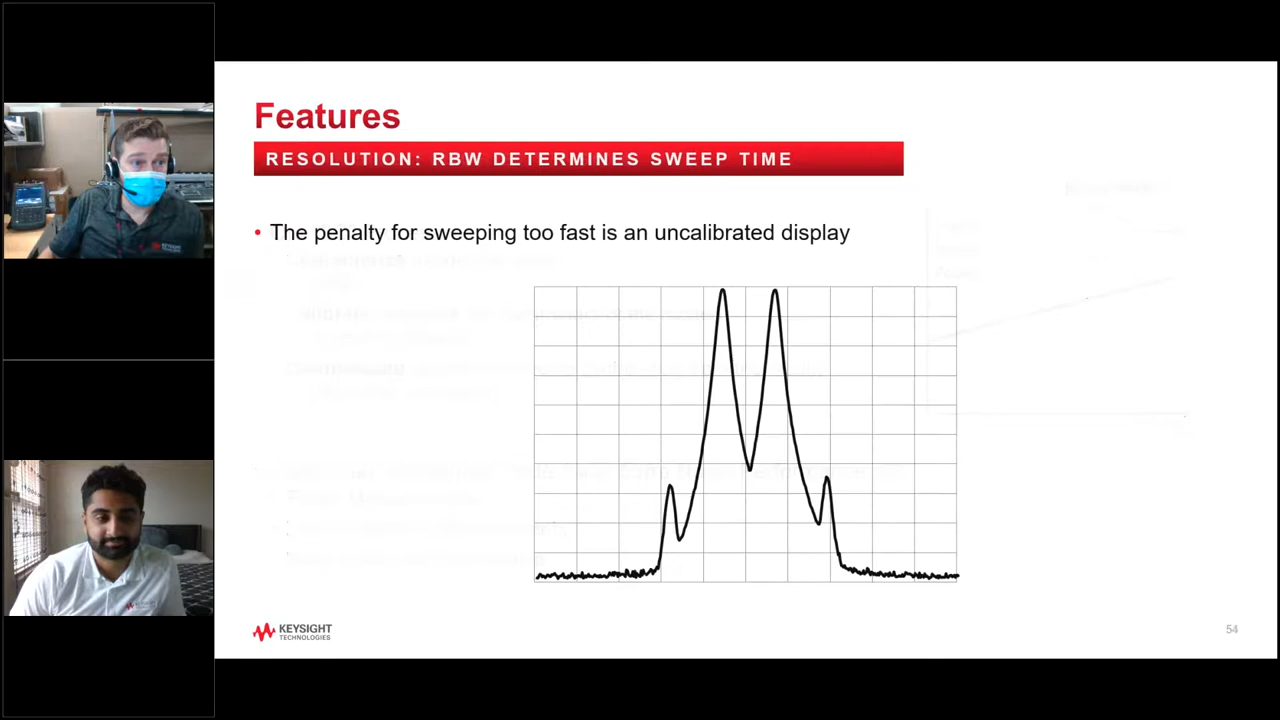 Features
RESOLUTION: RBW DETERMINES SWEEP TIME
• The penalty for sweeping too fast is an uncalibrated display
KEYSIGHT
TECHNOLOGIES
54
KEYSIGHT